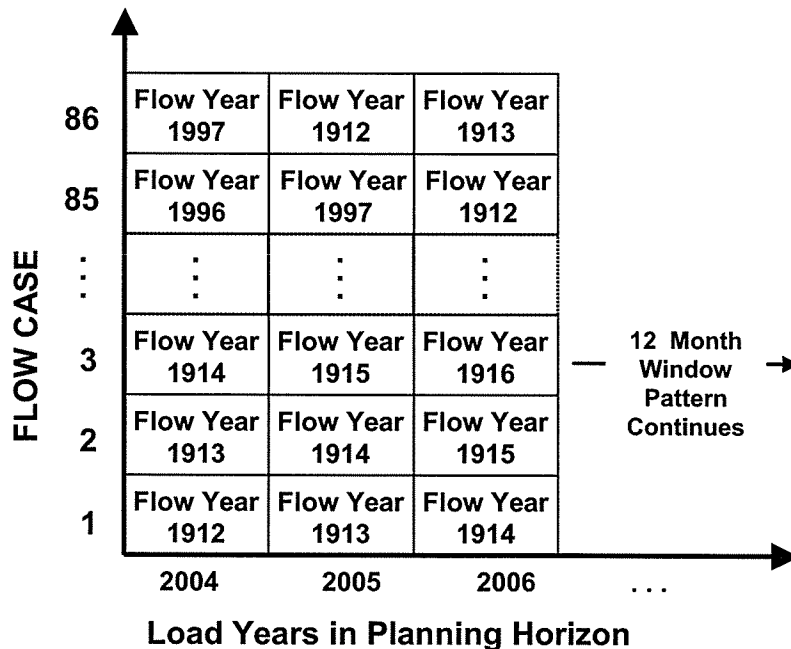 86
Flow Year
1997
Flow Year
1912
Flow Year
1913
85
Flow Year
1996
Flow Year
1997
Flow Year
1912
FLOW CASE
3
Flow Year
1914
Flow Year
1915
Flow Year
1916
12 Month
Window
Pattern
Continues
2
Flow Year
1913
Flow Year
1914
Flow Year
1915
1
Flow Year
1912
Flow Year
1913
Flow Year
1914
2004
2005
2006
...
Load Years in Planning Horizon